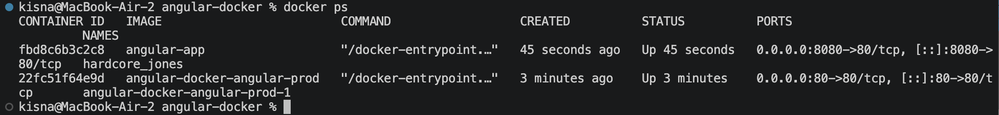 kisna@MacBook-Air-2 angular-docker % docker ps
CONTAINER ID   IMAGE                         COMMAND                  CREATED          STATUS          PORTS
         NAMES
fbd8c6b3c2c8   angular-app                   "/docker-entrypoint.…"   45 seconds ago   Up 45 seconds   0.0.0.0:8080->80/tcp, [::]:8080->
80/tcp   hardcore_jones
22fc51f64e9d   angular-docker-angular-prod   "/docker-entrypoint.…"   3 minutes ago    Up 3 minutes    0.0.0.0:80->80/tcp, [::]:80->80/t
cp       angular-docker-angular-prod-1
kisna@MacBook-Air-2 angular-docker %